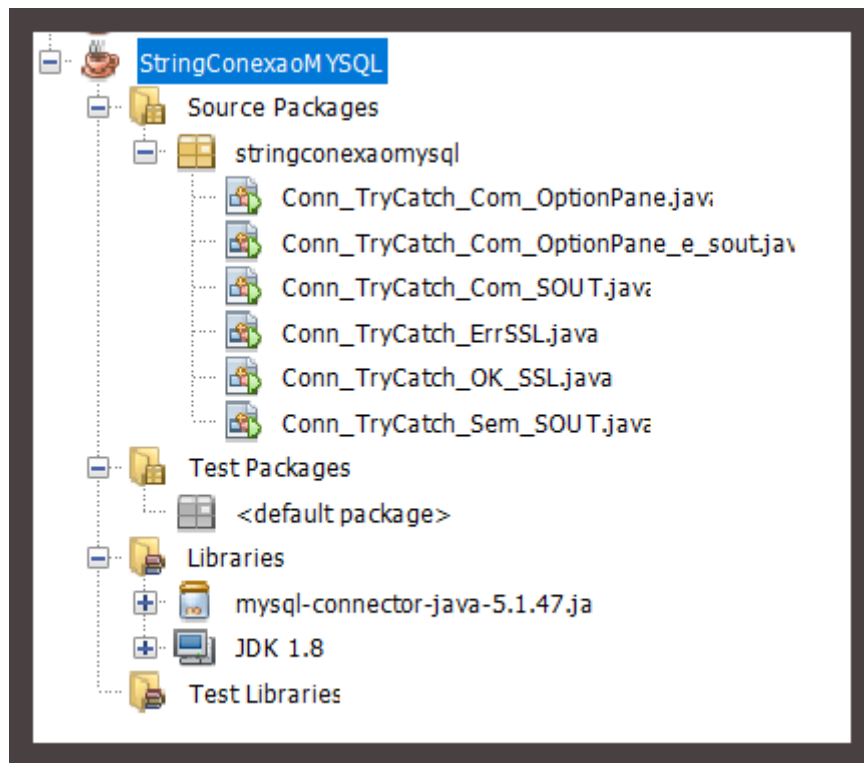 StringConexaoMYSQL
Source Packages
stringconexaomysql
Conn_TryCatch_Com_OptionPane.java
Conn_TryCatch_Com_OptionPane_e_sout.jav
Conn_TryCatch_Com_SOUT.java
Conn_TryCatch_ErrSSL.java
Conn_TryCatch_OK_SSL.java
Conn_TryCatch_Sem_SOUT.java
Test Packages
<default package>
Libraries
mysql-connector-java-5.1.47.ja
JDK 1.8
Test Libraries